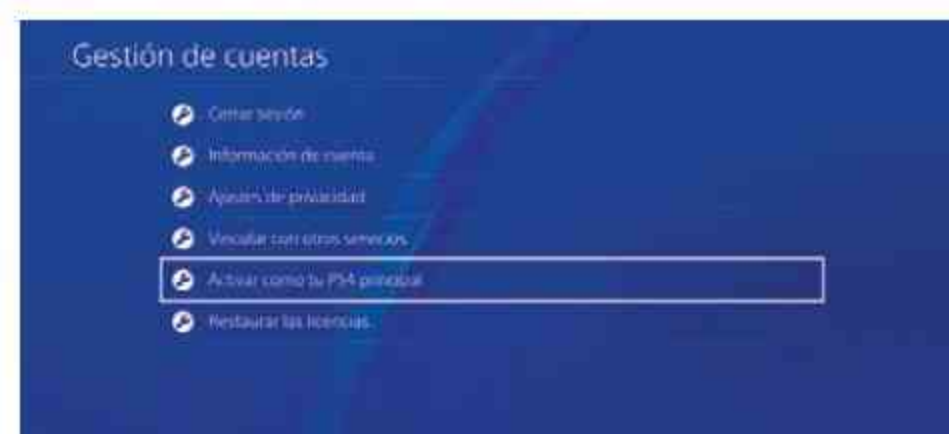 Gestión de cuentas
Cerrar sesión
Información de cuenta
Ajustes de privacidad
Vincular con otros servicios
Activar como tu PS4 principal
Restaurar las licencias